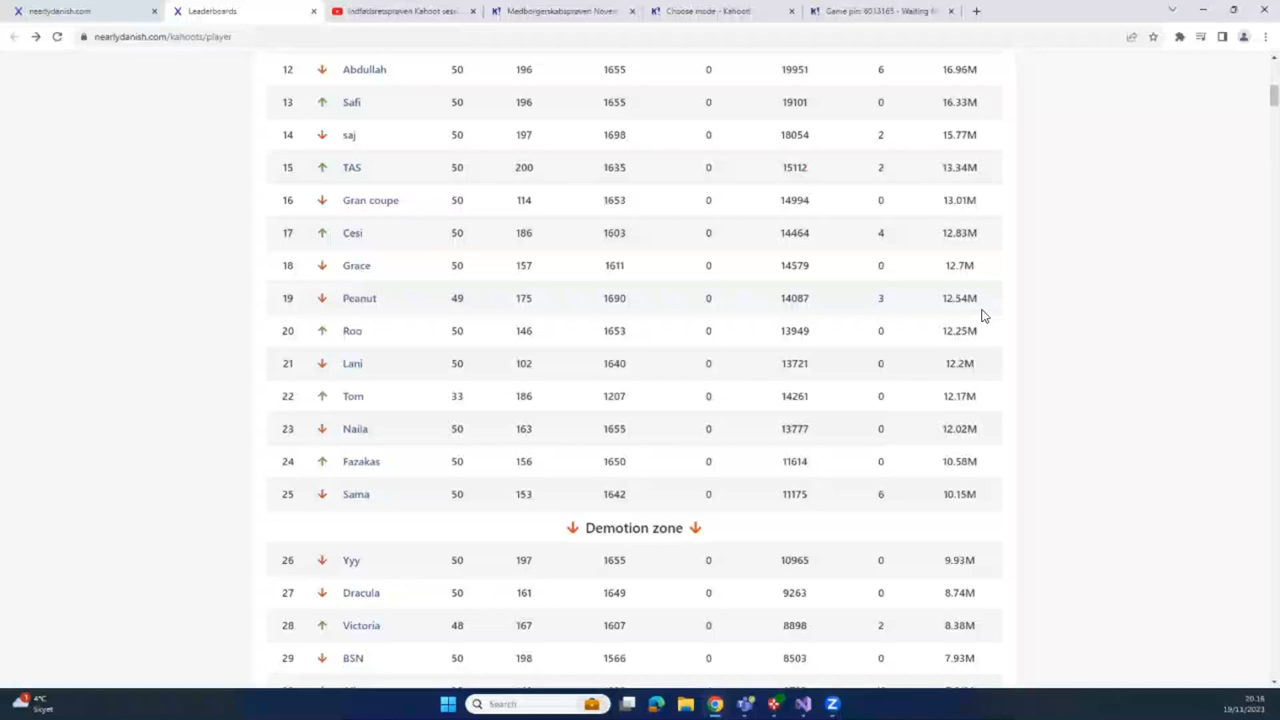 nearlydanish.com
Leaderboards
Indfødsretsprøven Kahoot sessi
Medborgerskabsprøven Novem
Choose mode - Kahoot!
Game pin: 6013165 - Waiting f
nearlydanish.com/kahoots/player
12 Abdullah 50 196 1655 0 19951 6 16.96M
13 Safi 50 196 1655 0 19101 0 16.33M
14 saj 50 197 1698 0 18054 2 15.77M
15 TAS 50 200 1635 0 15112 2 13.34M
16 Gran coupe 50 114 1653 0 14994 0 13.01M
17 Cesi 50 186 1603 0 14464 4 12.83M
18 Grace 50 157 1611 0 14579 0 12.7M
19 Peanut 49 175 1690 0 14087 3 12.54M
20 Roo 50 146 1653 0 13949 0 12.25M
21 Lani 50 102 1640 0 13721 0 12.2M
22 Tom 33 186 1207 0 14261 0 12.17M
23 Naila 50 163 1655 0 13777 0 12.02M
24 Fazakas 50 156 1650 0 11614 0 10.58M
25 Sama 50 153 1642 0 11175 6 10.15M
Demotion zone
26 Yyy 50 197 1655 0 10965 0 9.93M
27 Dracula 50 161 1649 0 9263 0 8.74M
28 Victoria 48 167 1607 0 8898 2 8.38M
29 BSN 50 198 1566 0 8503 0 7.93M
4°C
Skyet
Search
20.16
19/11/2023